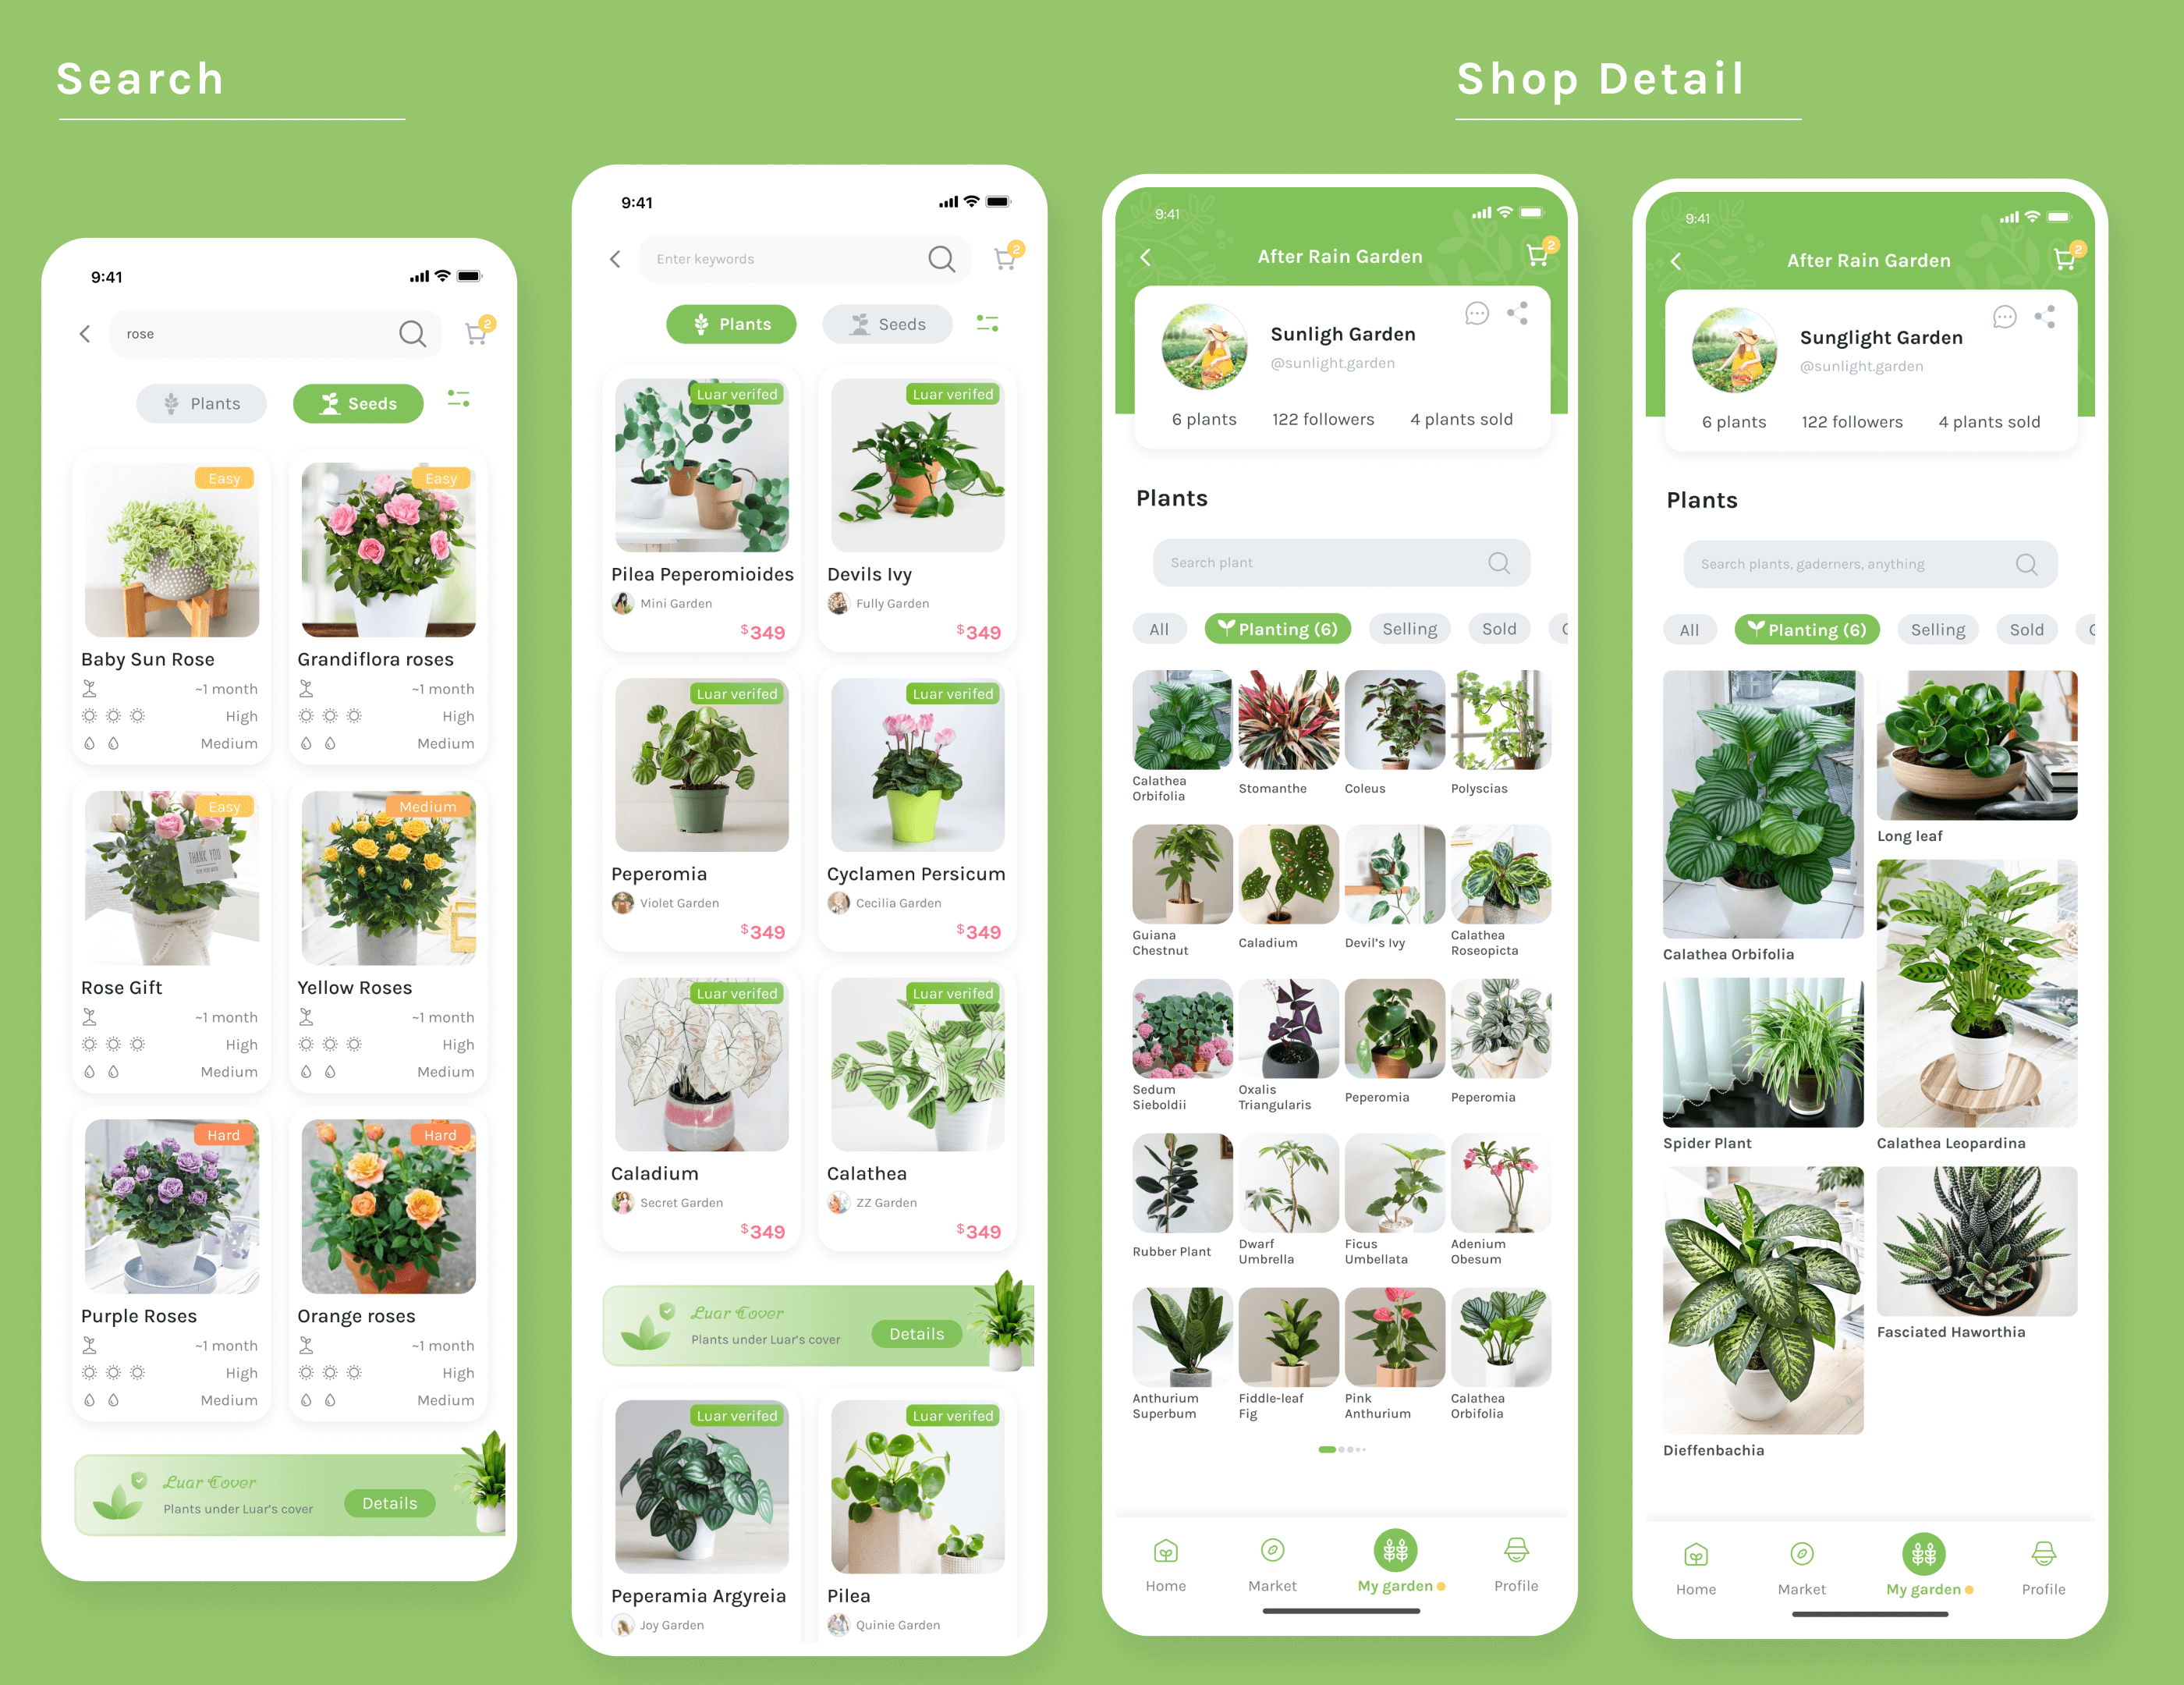 Search
Shop Detail
9:41
rose
2
Plants
Seeds
Easy
Easy
Baby Sun Rose
Grandiflora roses
~1 month
~1 month
High
High
Medium
Medium
Easy
Medium
THANK YOU
Rose Gift
Yellow Roses
~1 month
~1 month
High
High
Medium
Medium
Hard
Hard
Purple Roses
Orange roses
~1 month
~1 month
High
High
Medium
Medium
Luar Cover
Plants under Luar's cover
Details
9:41
Enter keywords
2
Plants
Seeds
Luar verifed
Luar verifed
Pilea Peperomioides
Devils Ivy
Mini Garden
Fully Garden
$349
$349
Luar verifed
Luar verifed
Peperomia
Cyclamen Persicum
Violet Garden
Cecilia Garden
$349
$349
Luar verifed
Luar verifed
Caladium
Calathea
Secret Garden
ZZ Garden
$349
$349
Luar Cover
Plants under Luar's cover
Details
Luar verifed
Luar verifed
Peperamia Argyreia
Pilea
Joy Garden
Quinie Garden
9:41
After Rain Garden
2
Sunligh Garden
@sunlight.garden
6 plants
122 followers
4 plants sold
Plants
Search plant
All
Planting (6)
Selling
Sold
Calathea
Orbifolia
Stomanthe
Coleus
Polyscias
Guiana
Chestnut
Caladium
Devil's Ivy
Calathea
Roseopicta
Sedum
Sieboldii
Oxalis
Triangularis
Peperomia
Peperomia
Rubber Plant
Dwarf
Umbrella
Ficus
Umbellata
Adenium
Obesum
Anthurium
Superbum
Fiddle-leaf
Fig
Pink
Anthurium
Calathea
Orbifolia
Home
Market
My garden
Profile
9:41
After Rain Garden
2
Sunglight Garden
@sunlight.garden
6 plants
122 followers
4 plants sold
Plants
Search plants, gaderners, anything
All
Planting (6)
Selling
Sold
Long leaf
Calathea Orbifolia
Spider Plant
Calathea Leopardina
Fasciated Haworthia
Dieffenbachia
Home
Market
My garden
Profile